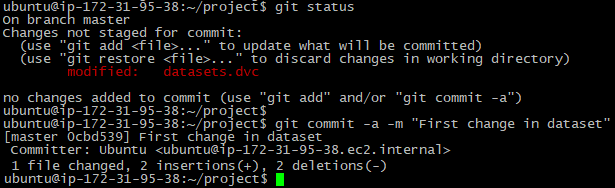 ubuntu@ip-172-31-95-38:~/project$ git status
On branch master
Changes not staged for commit:
  (use "git add <file>..." to update what will be committed)
  (use "git restore <file>..." to discard changes in working directory)
        modified:   datasets.dvc

no changes added to commit (use "git add" and/or "git commit -a")
ubuntu@ip-172-31-95-38:~/project$
ubuntu@ip-172-31-95-38:~/project$ git commit -a -m "First change in dataset"
[master 0cbd539] First change in dataset
 Committer: Ubuntu <ubuntu@ip-172-31-95-38.ec2.internal>
 1 file changed, 2 insertions(+), 2 deletions(-)
ubuntu@ip-172-31-95-38:~/project$